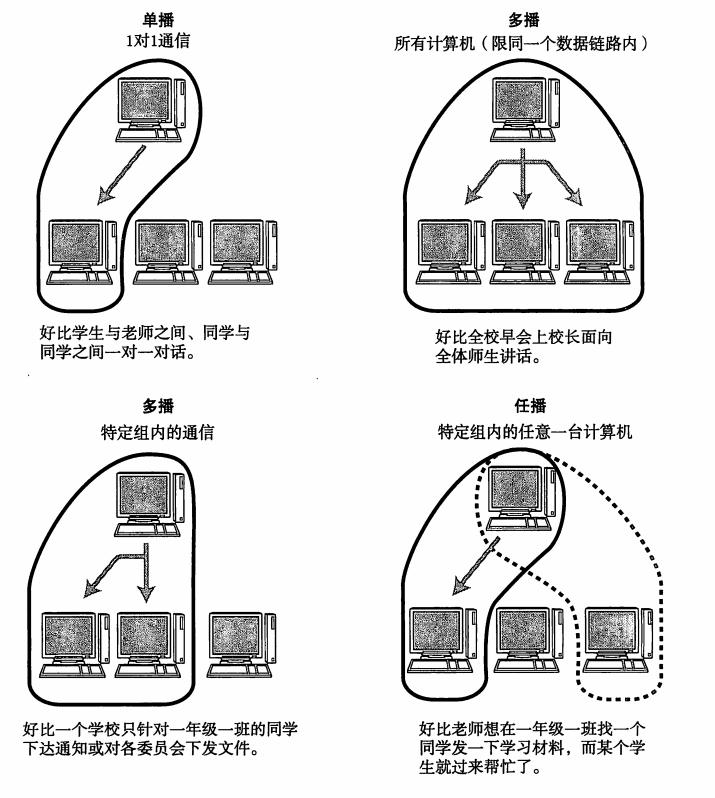 单播
1对1通信
多播
所有计算机（限同一个数据链路内）
好比学生与老师之间、同学与
同学之间一对一对话。
好比全校早会上校长面向
全体师生讲话。
多播
特定组内的通信
任播
特定组内的任意一台计算机
好比一个学校只针对一年级一班的同学
下达通知或对各委员会下发文件。
好比老师想在一年级一班找一个
同学发一下学习材料，而某个学
生就过来帮忙了。